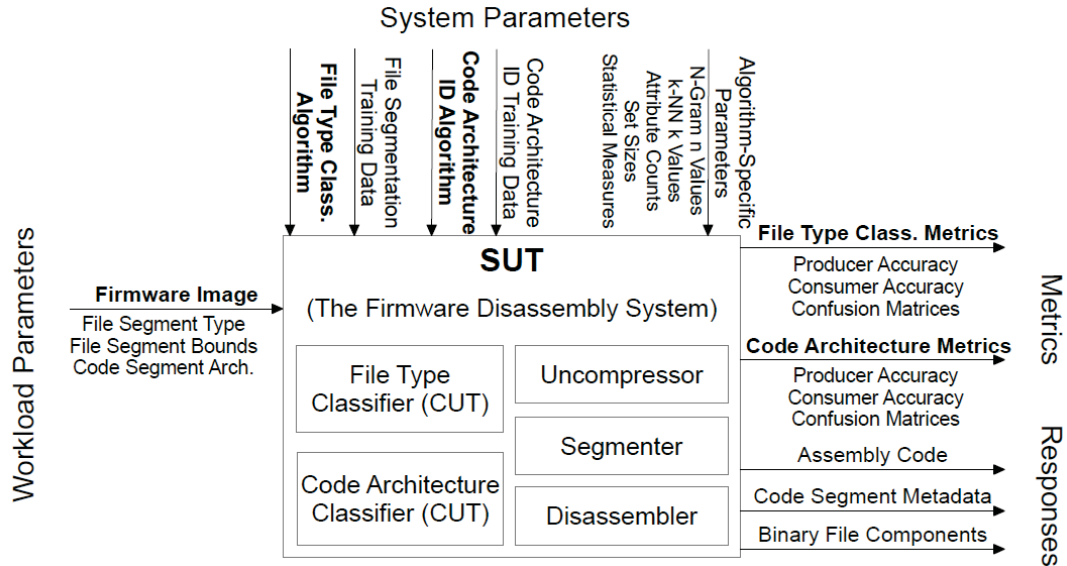 System Parameters
File Type Class.
Algorithm
File Segmentation
Training Data
Code Architecture
ID Algorithm
Code Architecture
ID Training Data
Algorithm-Specific
Parameters
N-Gram n Values
k-NN k Values
Attribute Counts
Set Sizes
Statistical Measures
Workload Parameters
Firmware Image
File Segment Type
File Segment Bounds
Code Segment Arch.
SUT
(The Firmware Disassembly System)
File Type
Classifier (CUT)
Code Architecture
Classifier (CUT)
Uncompressor
Segmenter
Disassembler
File Type Class. Metrics
Producer Accuracy
Consumer Accuracy
Confusion Matrices
Code Architecture Metrics
Producer Accuracy
Consumer Accuracy
Confusion Matrices
Assembly Code
Code Segment Metadata
Binary File Components
Metrics
Responses